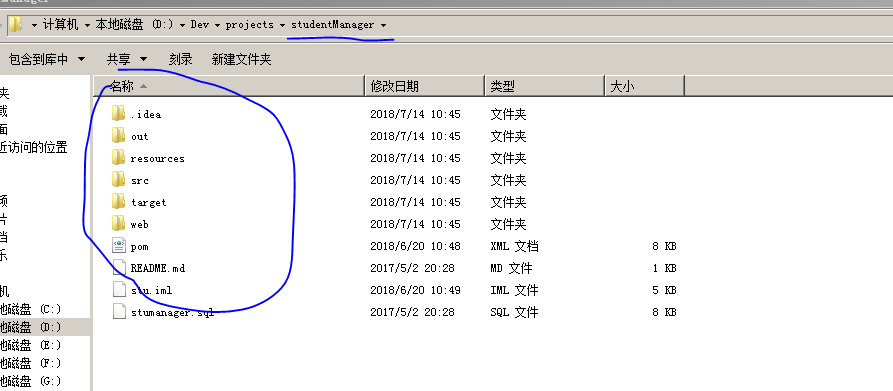 计算机 本地磁盘 (D:) Dev projects studentManager
包含到库中 共享 刻录 新建文件夹
名称 修改日期 类型 大小
.idea 2018/7/14 10:45 文件夹
out 2018/7/14 10:45 文件夹
近访问的位置 resources 2018/7/14 10:45 文件夹
src 2018/7/14 10:45 文件夹
target 2018/7/14 10:45 文件夹
web 2018/7/14 10:45 文件夹
pom 2018/6/20 10:48 XML 文档 8 KB
README.md 2017/5/2 20:28 MD 文件 1 KB
stu.iml 2018/6/20 10:49 IML 文件 5 KB
地磁盘 (C:) stumanager.sql 2017/5/2 20:28 SQL 文件 8 KB
地磁盘 (D:)
地磁盘 (E:)
地磁盘 (F:)
地磁盘 (G:)